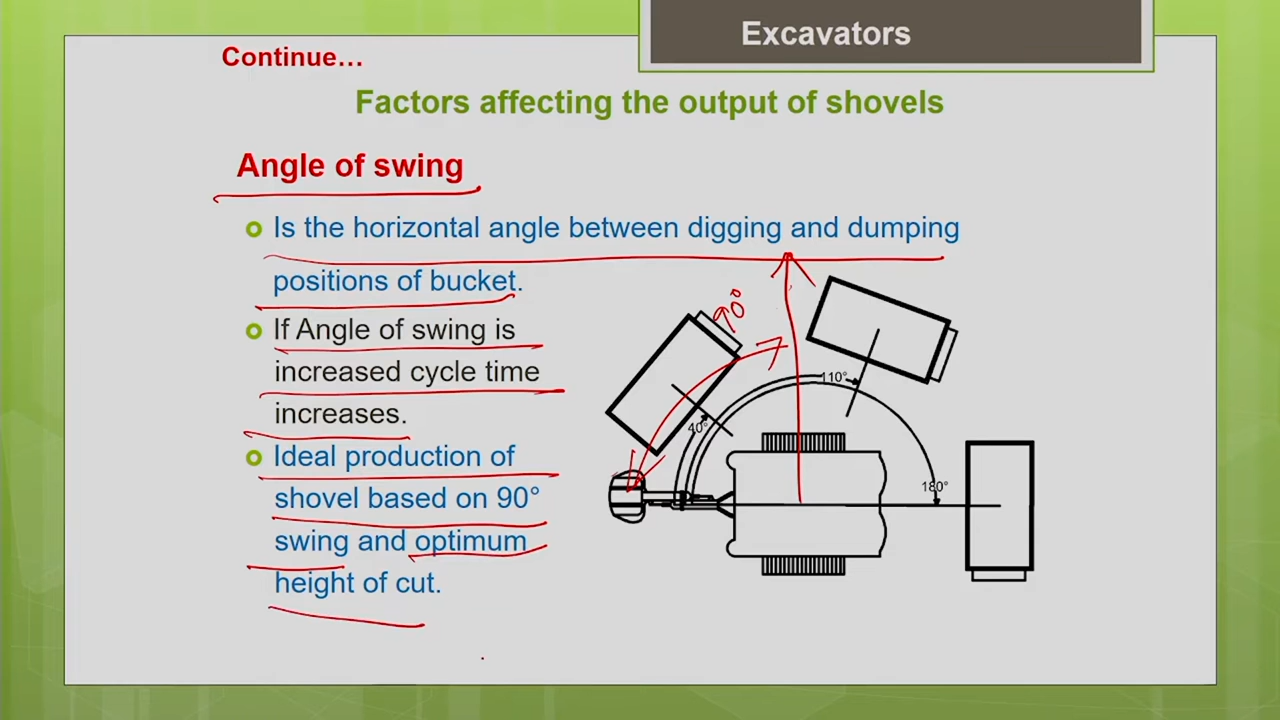 Excavators
Continue…
Factors affecting the output of shovels
Angle of swing
Is the horizontal angle between digging and dumping
positions of bucket.
If Angle of swing is
increased cycle time
increases.
Ideal production of
shovel based on 90°
swing and optimum
height of cut.
90°
110°
40°
180°